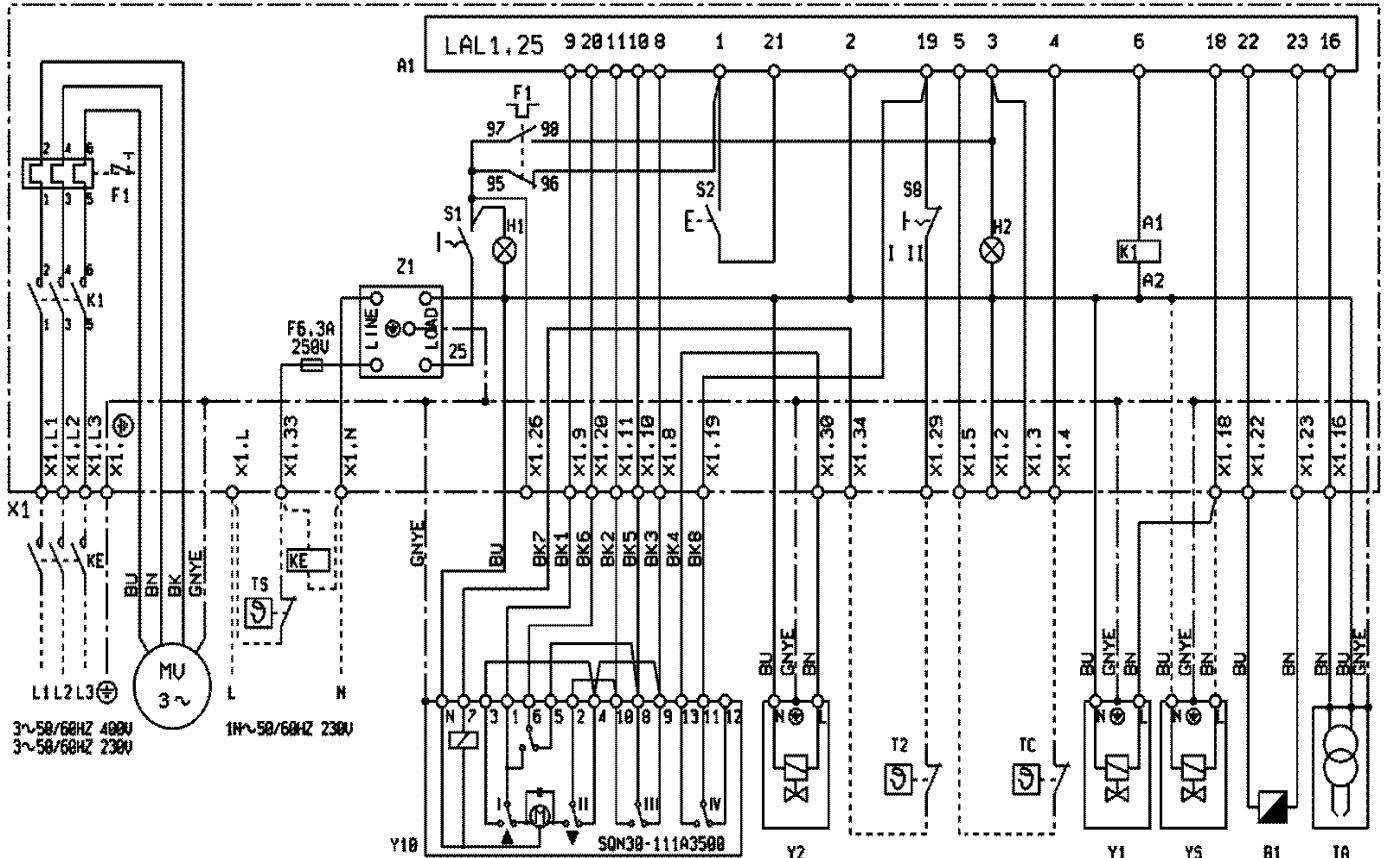 LAL1.25 9 20 11 10 8 1 21 2 19 5 3 4 6 18 22 23 16
A1
F1
97 98
95 96
2 4 6
F1
1 3 5
S1
H1
S2
S8
I II
H2
A1
K1
A2
2 4 6
K1
1 3 5
Z1
LINE
LOAD
F6.3A
250V
25
X1.L1
X1.L2
X1.L3
X1.
X1.L
X1.33
X1.N
X1.26
X1.9
X1.20
X1.11
X1.10
X1.8
X1.19
X1.30
X1.34
X1.29
X1.5
X1.2
X1.3
X1.4
X1.18
X1.22
X1.23
X1.16
X1
KE
BU
BN
BK
GNYE
TS
KE
GNYE
BU
BK7
BK1
BK6
BK2
BK5
BK3
BK4
BK8
MV
3~
L1 L2 L3
L
N
3~50/60HZ 400V
3~50/60HZ 230V
1N~50/60HZ 230V
N 7 3 1 6 5 2 4 10 8 9 13 11 12
I
M
II
III
IV
Y10
SQN30-111A3500
BU
GNYE
BN
N L
Y2
T2
TC
BU
GNYE
BN
N L
Y1
BU
GNYE
BN
N L
YS
BU
BN
B1
BN
BU
GNYE
TA